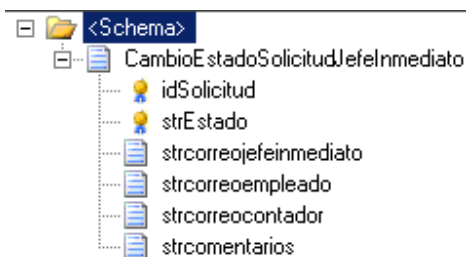 <Schema>
CambioEstadoSolicitudJefeInmediato
idSolicitud
strEstado
strcorreojefeinmediato
strcorreoempleado
strcorreocontador
strcomentarios